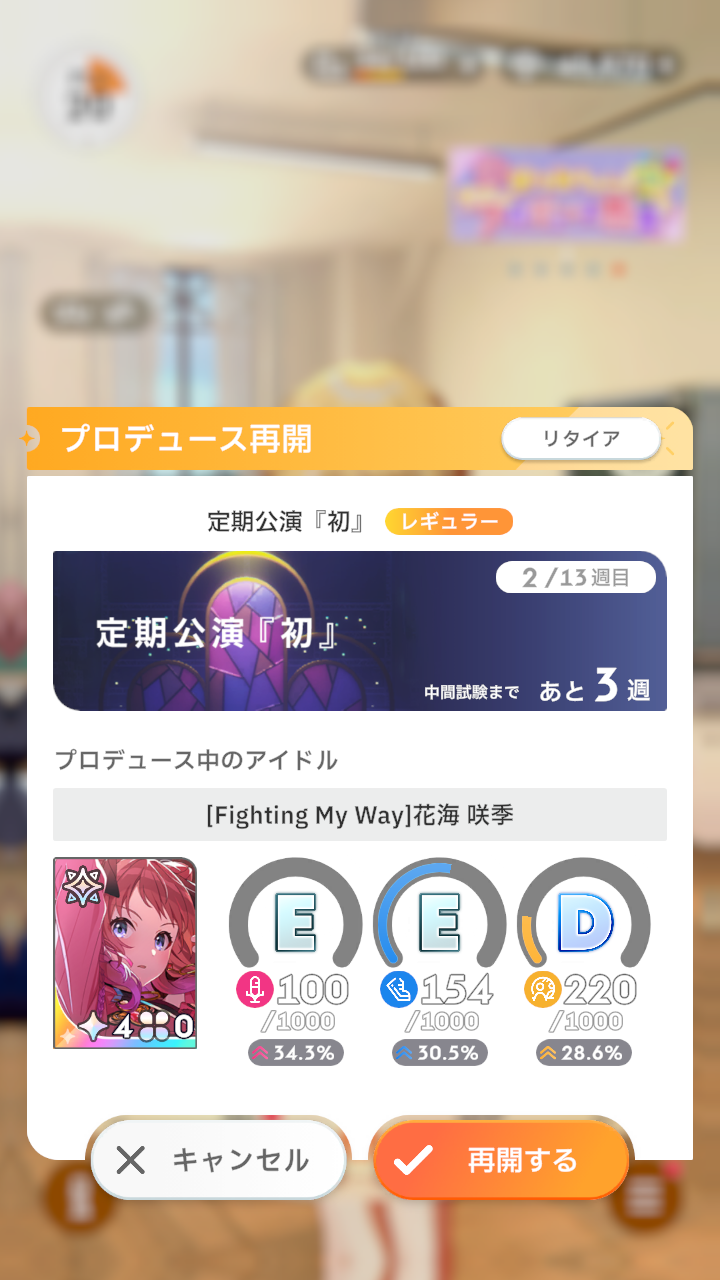 プロデュース再開
リタイア
定期公演『初』 レギュラー
2/13週目
定期公演『初』
中間試験まで あと3週
プロデュース中のアイドル
[Fighting My Way]花海 咲季
E E D
100 154 220
/1000 /1000 /1000
4 0
34.3% 30.5% 28.6%
キャンセル 再開する